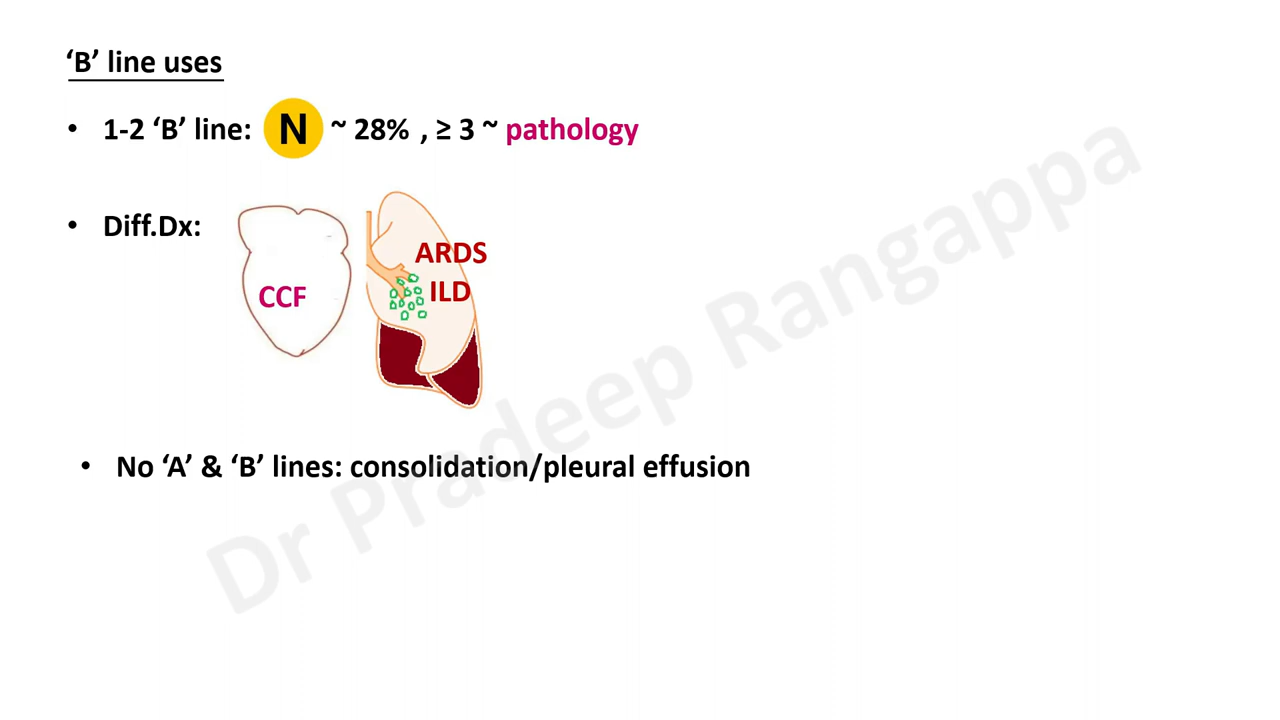 ‘B’ line uses
• 1-2 ‘B’ line: N ~ 28% , ≥ 3 ~ pathology
• Diff.Dx:
CCF
ARDS
ILD
• No ‘A’ & ‘B’ lines: consolidation/pleural effusion
Dr Pradeep Rangappa